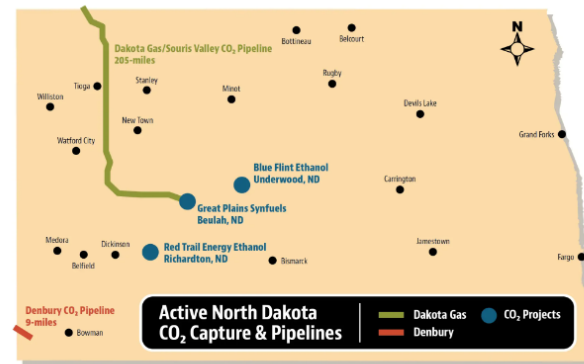 N
Dakota Gas/Souris Valley CO₂ Pipeline
205-miles
Bottineau
Belcourt
Rugby
Tioga
Stanley
Minot
Williston
Devils Lake
New Town
Grand Forks
Watford City
Blue Flint Ethanol
Underwood, ND
Carrington
Great Plains Synfuels
Beulah, ND
Medora
Dickinson
Red Trail Energy Ethanol
Richardton, ND
Jamestown
Belfield
Bismarck
Fargo
Denbury CO₂ Pipeline
9-miles
Bowman
Active North Dakota
CO₂ Capture & Pipelines
Dakota Gas
Denbury
CO₂ Projects